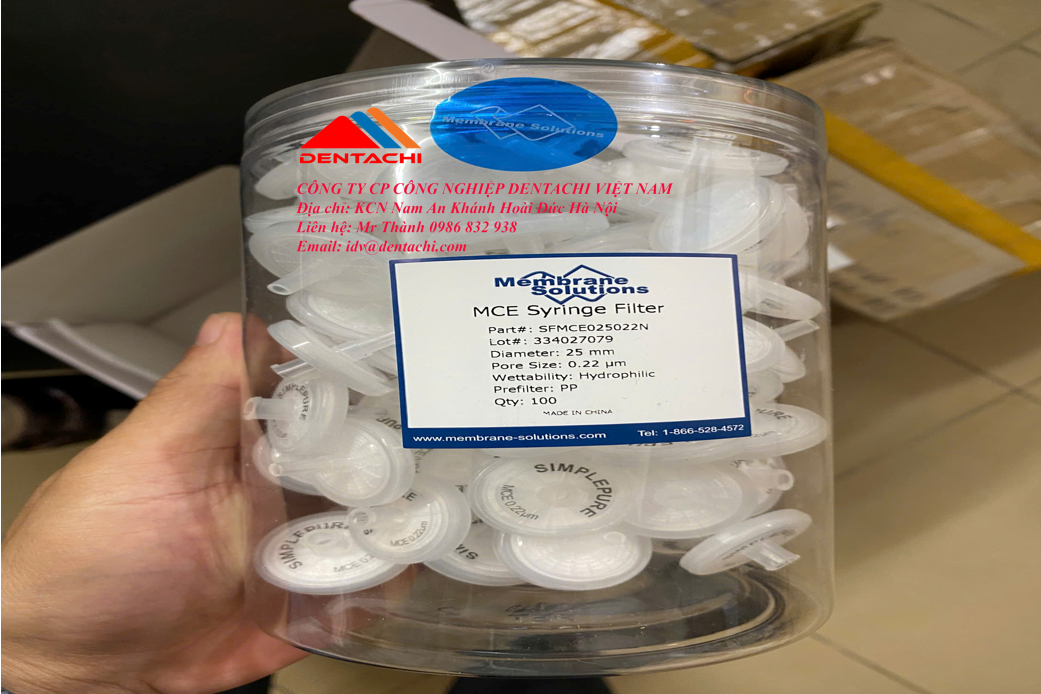 Membrane Solutions
DENTACHI
CÔNG TY CP CÔNG NGHIỆP DENTACHI VIỆT NAM
Địa chỉ: KCN Nam An Khánh Hoài Đức Hà Nội
Liên hệ: Mr Thành 0986 832 938
Email: idv@dentachi.com
Membrane
Solutions
MCE Syringe Filter
Part#: SFMCE025022N
Lot#: 334027079
Diameter: 25 mm
Pore Size: 0.22 µm
Wettability: Hydrophilic
Prefilter: PP
Qty: 100
MADE IN CHINA
www.membrane-solutions.com Tel: 1-866-528-4572
SIMPLEPURE
MCE 0.22µm
SIMPLEPURE
MCE 0.22µm
MCE 0.22µm